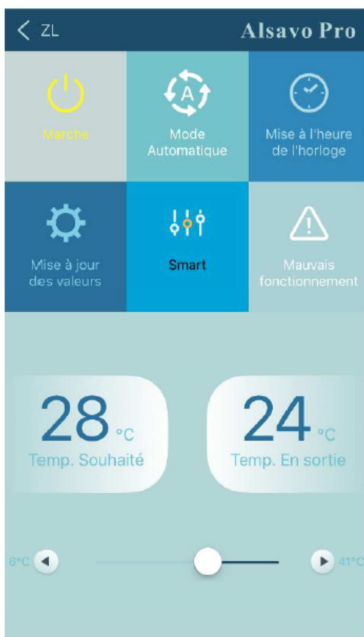 ZL
Alsavo Pro
Marche
A
Mode
Automatique
Mise à l'heure
de l'horloge
Mise à jour
des valeurs
Smart
Mauvais
fonctionnement
28 °C
Temp. Souhaité
24 °C
Temp. En sortie
6°C
41°C